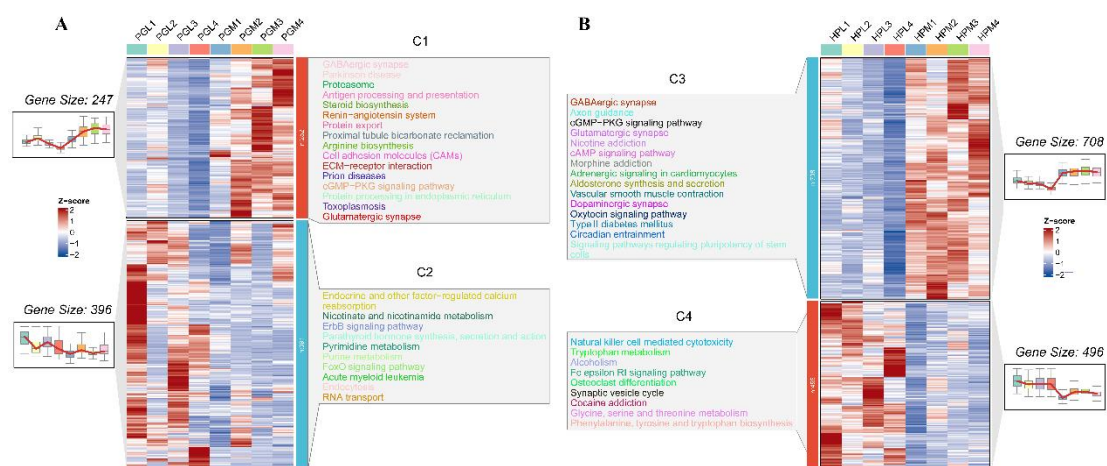 A
PGL1
PGL2
PGL3
PGL4
PGM1
PGM2
PGM3
PGM4
C1
GABAergic synapse
Parkinson disease
Proteasome
Antigen processing and presentation
Steroid biosynthesis
Renin-angiotensin system
Protein export
Proximal tubule bicarbonate reclamation
Arginine biosynthesis
Cell adhesion molecules (CAMs)
ECM-receptor interaction
Prion diseases
cGMP-PKG signaling pathway
Protein processing in endoplasmic reticulum
Toxoplasmosis
Glutamatergic synapse
Gene Size: 247
Z-score
2
1
0
-1
-2
Gene Size: 396
C2
Endocrine and other factor-regulated calcium
reabsorption
Nicotinate and nicotinamide metabolism
ErbB signaling pathway
Parathyroid hormone synthesis, secretion and action
Pyrimidine metabolism
Purine metabolism
FoxO signaling pathway
Acute myeloid leukemia
Endocytosis
RNA transport
B
HPL1
HPL2
HPL3
HPL4
HPM1
HPM2
HPM3
HPM4
C3
GABAergic synapse
Axon guidance
cGMP-PKG signaling pathway
Glutamatergic synapse
Nicotine addiction
cAMP signaling pathway
Morphine addiction
Adrenergic signaling in cardiomyocytes
Aldosterone synthesis and secretion
Vascular smooth muscle contraction
Dopaminergic synapse
Oxytocin signaling pathway
Type II diabetes mellitus
Circadian entrainment
Signaling pathways regulating pluripotency of stem
cells
Gene Size: 708
Z-score
2
1
0
-1
-2
C4
Natural killer cell mediated cytotoxicity
Tryptophan metabolism
Alcoholism
Fc epsilon RI signaling pathway
Osteoclast differentiation
Synaptic vesicle cycle
Cocaine addiction
Glycine, serine and threonine metabolism
Phenylalanine, tyrosine and tryptophan biosynthesis
Gene Size: 496